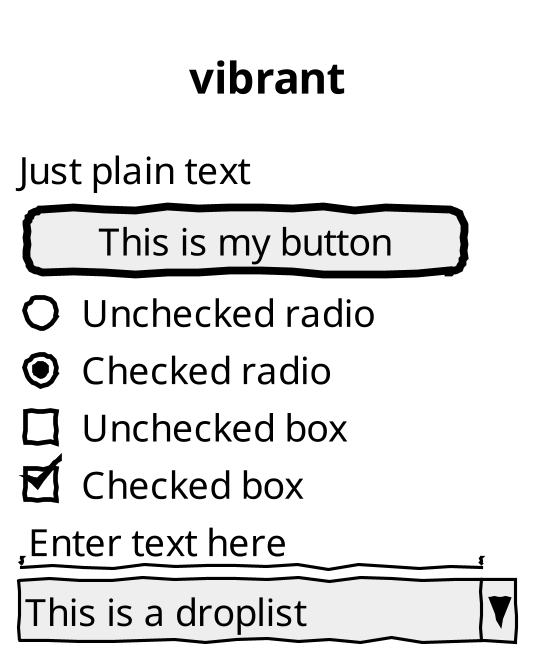 vibrant
Just plain text
This is my button
Unchecked radio
Checked radio
Unchecked box
Checked box
Enter text here
This is a droplist